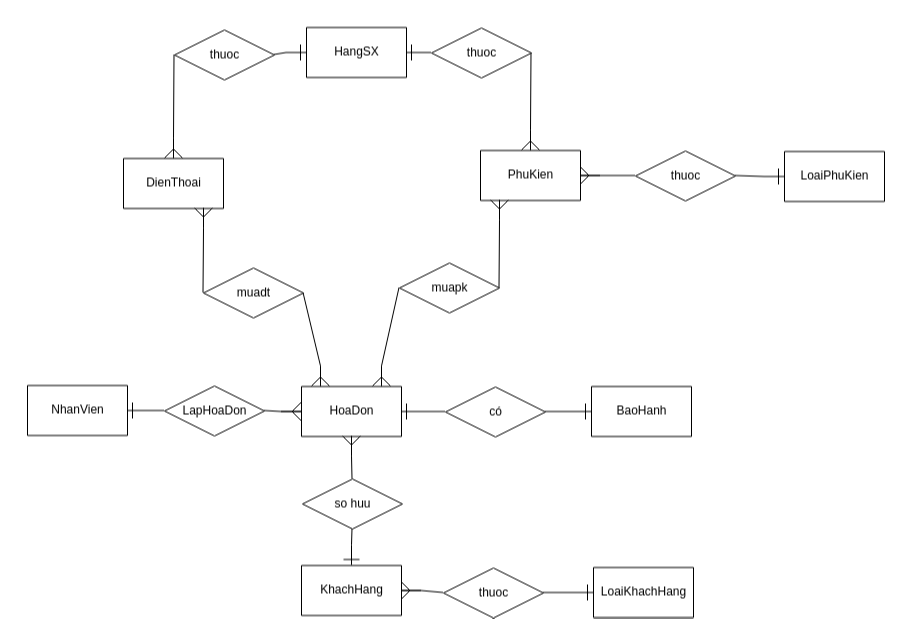 thuoc
HangSX
thuoc
DienThoai
PhuKien
thuoc
LoaiPhuKien
muadt
muapk
NhanVien
LapHoaDon
HoaDon
có
BaoHanh
so huu
KhachHang
thuoc
LoaiKhachHang